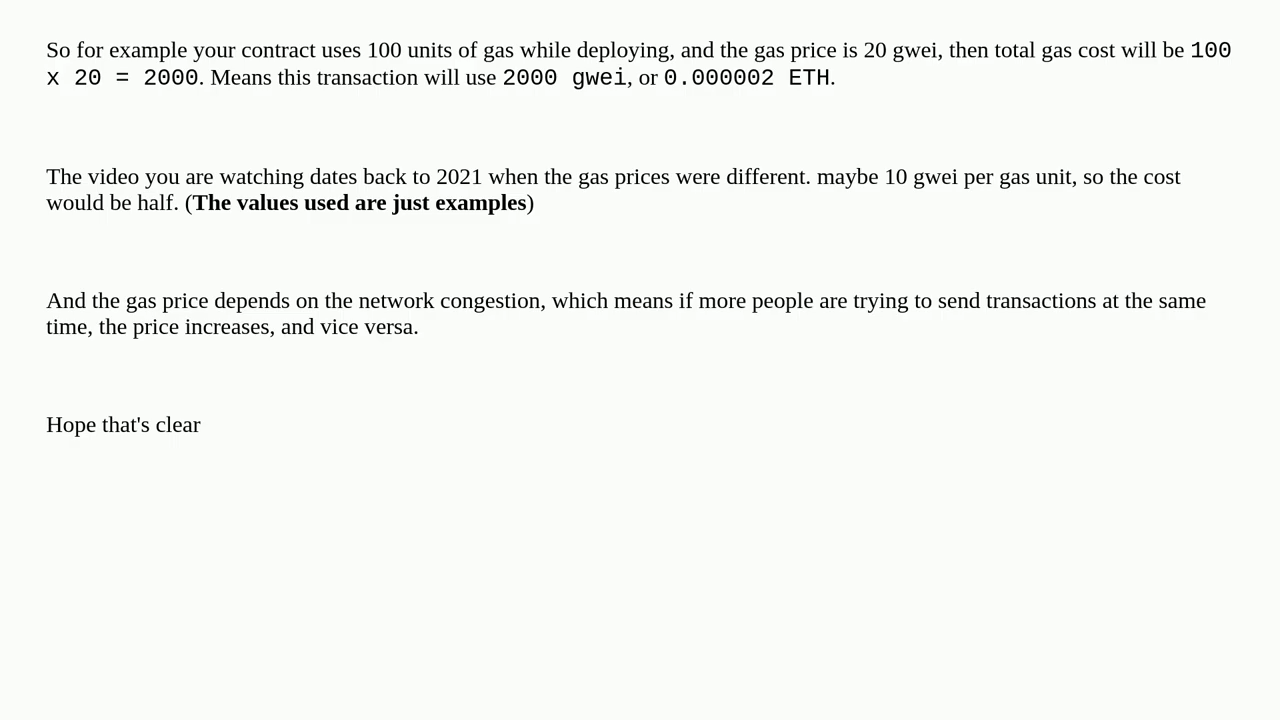 So for example your contract uses 100 units of gas while deploying, and the gas price is 20 gwei, then total gas cost will be 100
x 20 = 2000. Means this transaction will use 2000 gwei, or 0.000002 ETH.
The video you are watching dates back to 2021 when the gas prices were different. maybe 10 gwei per gas unit, so the cost
would be half. (The values used are just examples)
And the gas price depends on the network congestion, which means if more people are trying to send transactions at the same
time, the price increases, and vice versa.
Hope that's clear